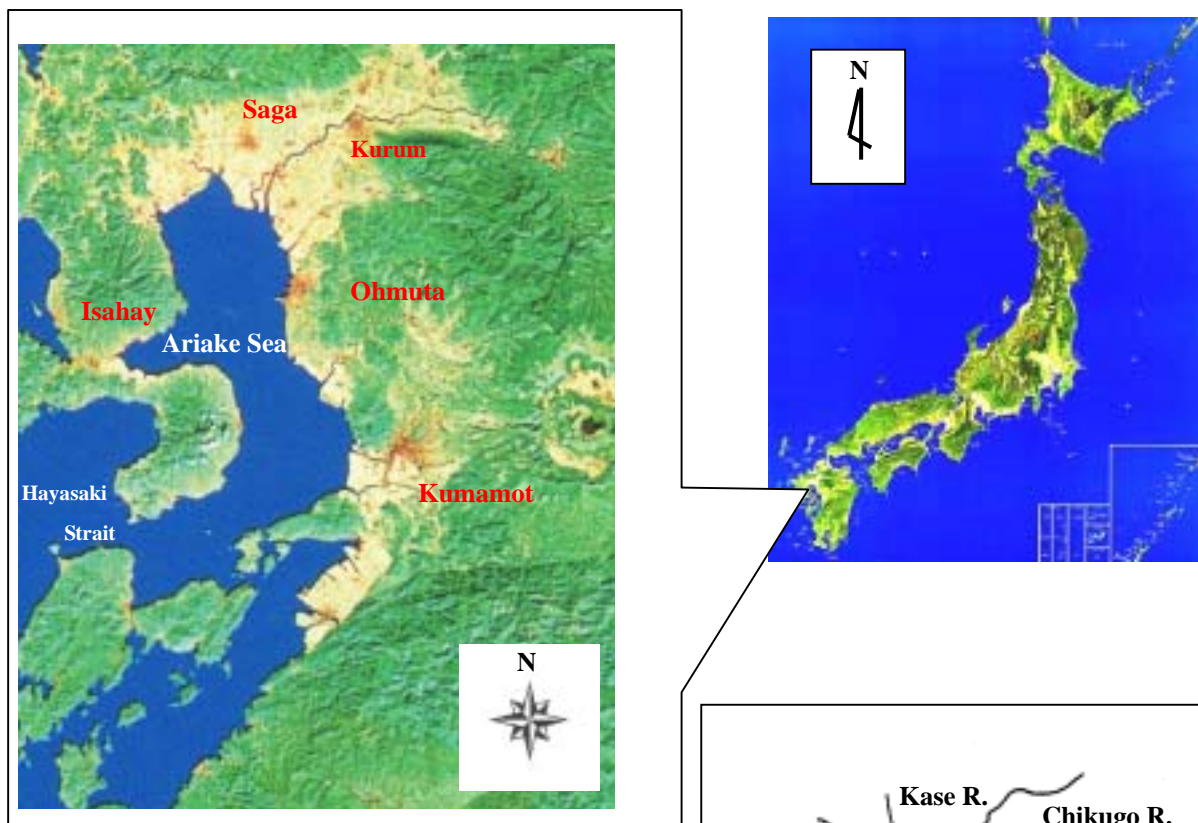 Saga
Kurum
Ohmuta
Isahay
Ariake Sea
Kumamot
Hayasaki
Strait
N
N
Kase R.
Chikugo R.